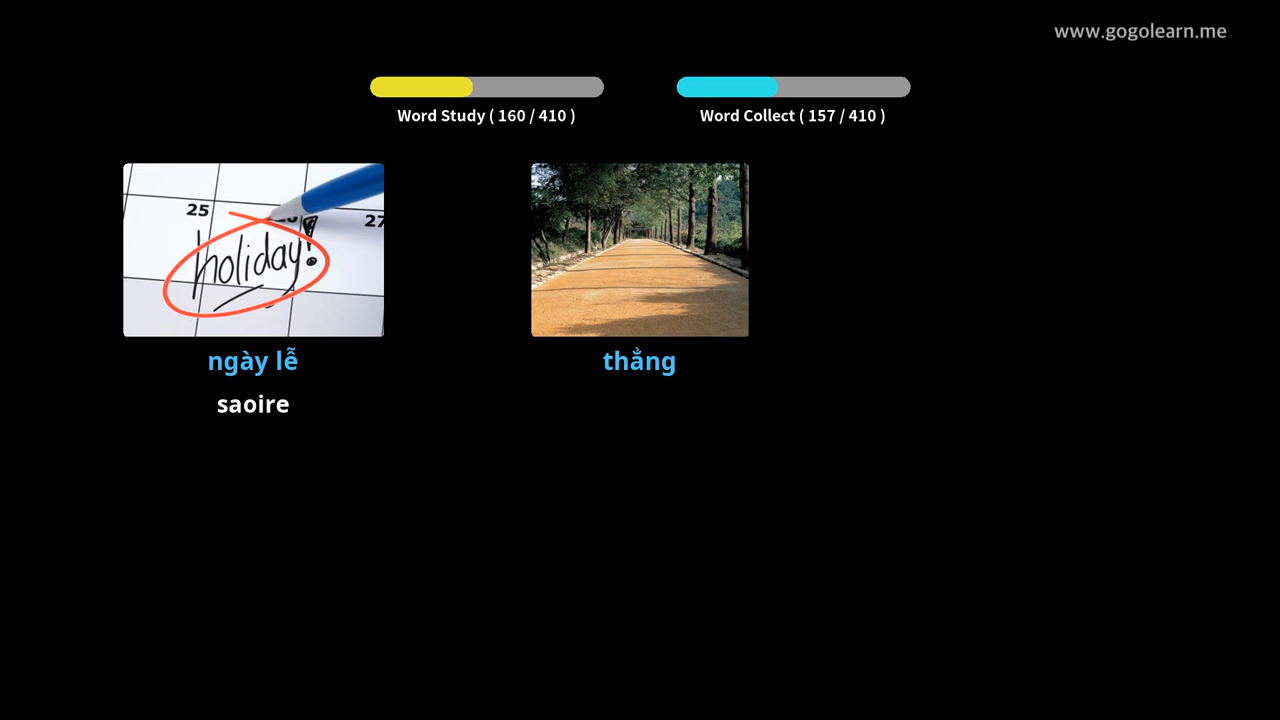 www.gogolearn.me
Word Study ( 160 / 410 )
Word Collect ( 157 / 410 )
25
27
holiday!
ngày lễ
thẳng
saoire